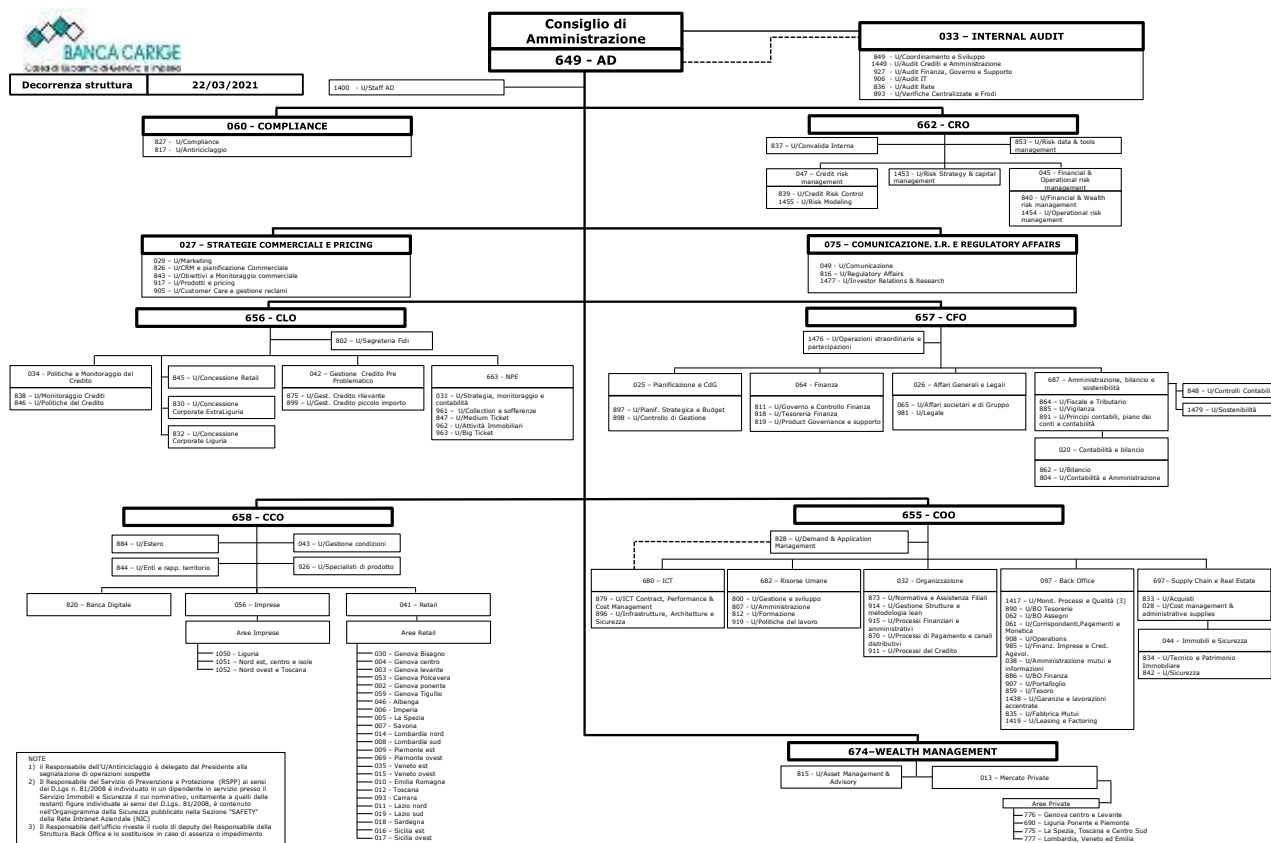 Consiglio di
Amministrazione
649 - AD
BANCA CARIGE
Cassa di Risparmio di Genova e Imperia
Decorrenza struttura 22/03/2021
033 – INTERNAL AUDIT
849 - U/Coordinamento e Sviluppo
1449 - U/Audit Crediti e Amministrazione
927 - U/Audit Finanza, Governo e Supporto
906 - U/Audit IT
836 - U/Audit Rete
893 - U/Verifiche Centralizzate e Frodi
1400 - U/Staff AD
060 - COMPLIANCE
827 - U/Compliance
817 - U/Antiriciclaggio
662 - CRO
837 – U/Convalida Interna
853 – U/Risk data & tools
management
047 – Credit risk
management
839 - U/Credit Risk Control
1455 - U/Risk Modeling
1453 – U/Risk Strategy & capital
management
045 - Financial &
Operational risk
management
840 – U/Financial & Wealth
risk management
1454 – U/Operational risk
management
027 – STRATEGIE COMMERCIALI E PRICING
029 – U/Marketing
826 – U/CRM e pianificazione Commerciale
843 – U/Obiettivi e Monitoraggio commerciale
917 – U/Prodotti e pricing
905 – U/Customer Care e gestione reclami
075 – COMUNICAZIONE. I.R. E REGULATORY AFFAIRS
049 - U/Comunicazione
816 – U/Regulatory Affairs
1477 - U/Investor Relations & Research
656 - CLO
802 – U/Segreteria Fidi
034 - Politiche e Monitoraggio del
Credito
838 – U/Monitoraggio Crediti
846 – U/Politiche del Credito
845 – U/Concessione Retail
830 – U/Concessione
Corporate ExtraLiguria
832 – U/Concessione
Corporate Liguria
042 – Gestione Credito Pre
Problematico
875 – U/Gest. Credito rilevante
899 – U/Gest. Credito piccolo importo
663 - NPE
031 – U/Strategia, monitoraggio e
contabilità
961 – U/Collection e sofferenze
847 – U/Medium Ticket
962 – U/Attività Immobiliari
963 – U/Big Ticket
657 - CFO
1476 – U/Operazioni straordinarie e
partecipazioni
025 – Pianificazione e CdG
897 – U/Pianif. Strategica e Budget
898 – U/Controllo di Gestione
064 - Finanza
811 – U/Governo e Controllo Finanza
818 – U/Tesoreria Finanza
819 – U/Product Governance e supporto
026 – Affari Generali e Legali
065 – U/Affari societari e di Gruppo
981 - U/Legale
687 – Amministrazione, bilancio e
sostenibilità
864 – U/Fiscale e Tributario
885 – U/Vigilanza
891 – U/Principi contabili, piano dei
conti e contabilità
848 – U/Controlli Contabili
1479 – U/Sostenibilità
020 – Contabilità e bilancio
862 - U/Bilancio
804 – U/Contabilità e Amministrazione
658 - CCO
884 – U/Estero
043 – U/Gestione condizioni
844 – U/Enti e rapp. territorio
926 – U/Specialisti di prodotto
820 – Banca Digitale
056 – Imprese
Aree Imprese
1050 - Liguria
1051 – Nord est, centro e isole
1052 – Nord ovest e Toscana
041 – Retail
Aree Retail
030 – Genova Bisagno
004 – Genova centro
003 – Genova levante
053 – Genova Polcevera
002 – Genova ponente
059 – Genova Tigullio
046 - Albenga
006 - Imperia
005 – La Spezia
007 - Savona
014 – Lombardia nord
008 – Lombardia sud
009 – Piemonte est
069 – Piemonte ovest
035 – Veneto est
015 – Veneto ovest
010 – Emilia Romagna
012 – Toscana
093 – Carrara
011 – Lazio nord
019 – Lazio sud
018 – Sardegna
016 – Sicilia est
017 – Sicilia ovest
655 - COO
828 – U/Demand & Application
Management
680 – ICT
879 – U/ICT Contract, Performance &
Cost Management
896 – U/Infrastrutture, Architetture e
Sicurezza
682 – Risorse Umane
800 – U/Gestione e sviluppo
807 – U/Amministrazione
812 – U/Formazione
919 - U/Politiche del lavoro
032 - Organizzazione
873 – U/Normativa e Assistenza Filiali
914 – U/Gestione Strutture e
metodologia lean
915 – U/Processi Finanziari e
amministrativi
870 – U/Processi di Pagamento e canali
distributivi
911 – U/Processi del Credito
097 - Back Office
1417 – U/Monit. Processi e Qualità (3)
890 – U/BO Tesorerie
062 – U/BO Assegni
061 – U/Corrispondenti,Pagamenti e
Monetica
908 – U/Operations
985 – U/Finanz. Imprese e Cred.
Agevol.
038 – U/Amministrazione mutui e
informazioni
886 – U/BO Finanza
907 – U/Portafoglio
859 – U/Tesoro
1438 – U/Garanzie e lavorazioni
accentrate
835 – U/Fabbrica Mutui
1419 – U/Leasing e Factoring
697– Supply Chain e Real Estate
833 – U/Acquisti
028 – U/Cost management &
administrative supplies
044 – Immobili e Sicurezza
834 – U/Tecnico e Patrimonio
Immobiliare
842 – U/Sicurezza
674–WEALTH MANAGEMENT
815 - U/Asset Management &
Advisory
013 – Mercato Private
Aree Private
776 – Genova centro e Levante
690 – Liguria Ponente e Piemonte
775 – La Spezia, Toscana e Centro Sud
777 – Lombardia, Veneto ed Emilia
NOTE
1) il Responsabile dell'U/Antiriciclaggio è delegato dal Presidente alla
segnalazione di operazioni sospette
2) Il Responsabile del Servizio di Prevenzione e Protezione (RSPP) ai sensi
del D.Lgs n. 81/2008 è individuato in un dipendente in servizio presso il
Servizio Immobili e Sicurezza il cui nominativo, unitamente a quelli delle
restanti figure individuate ai sensi del D.Lgs. 81/2008, è contenuto
nell'Organigramma della Sicurezza pubblicato nella Sezione "SAFETY"
della Rete Intranet Aziendale (NIC)
3) Il Responsabile dell'ufficio riveste il ruolo di deputy del Responsabile della
Struttura Back Office e lo sostituisce in caso di assenza o impedimento